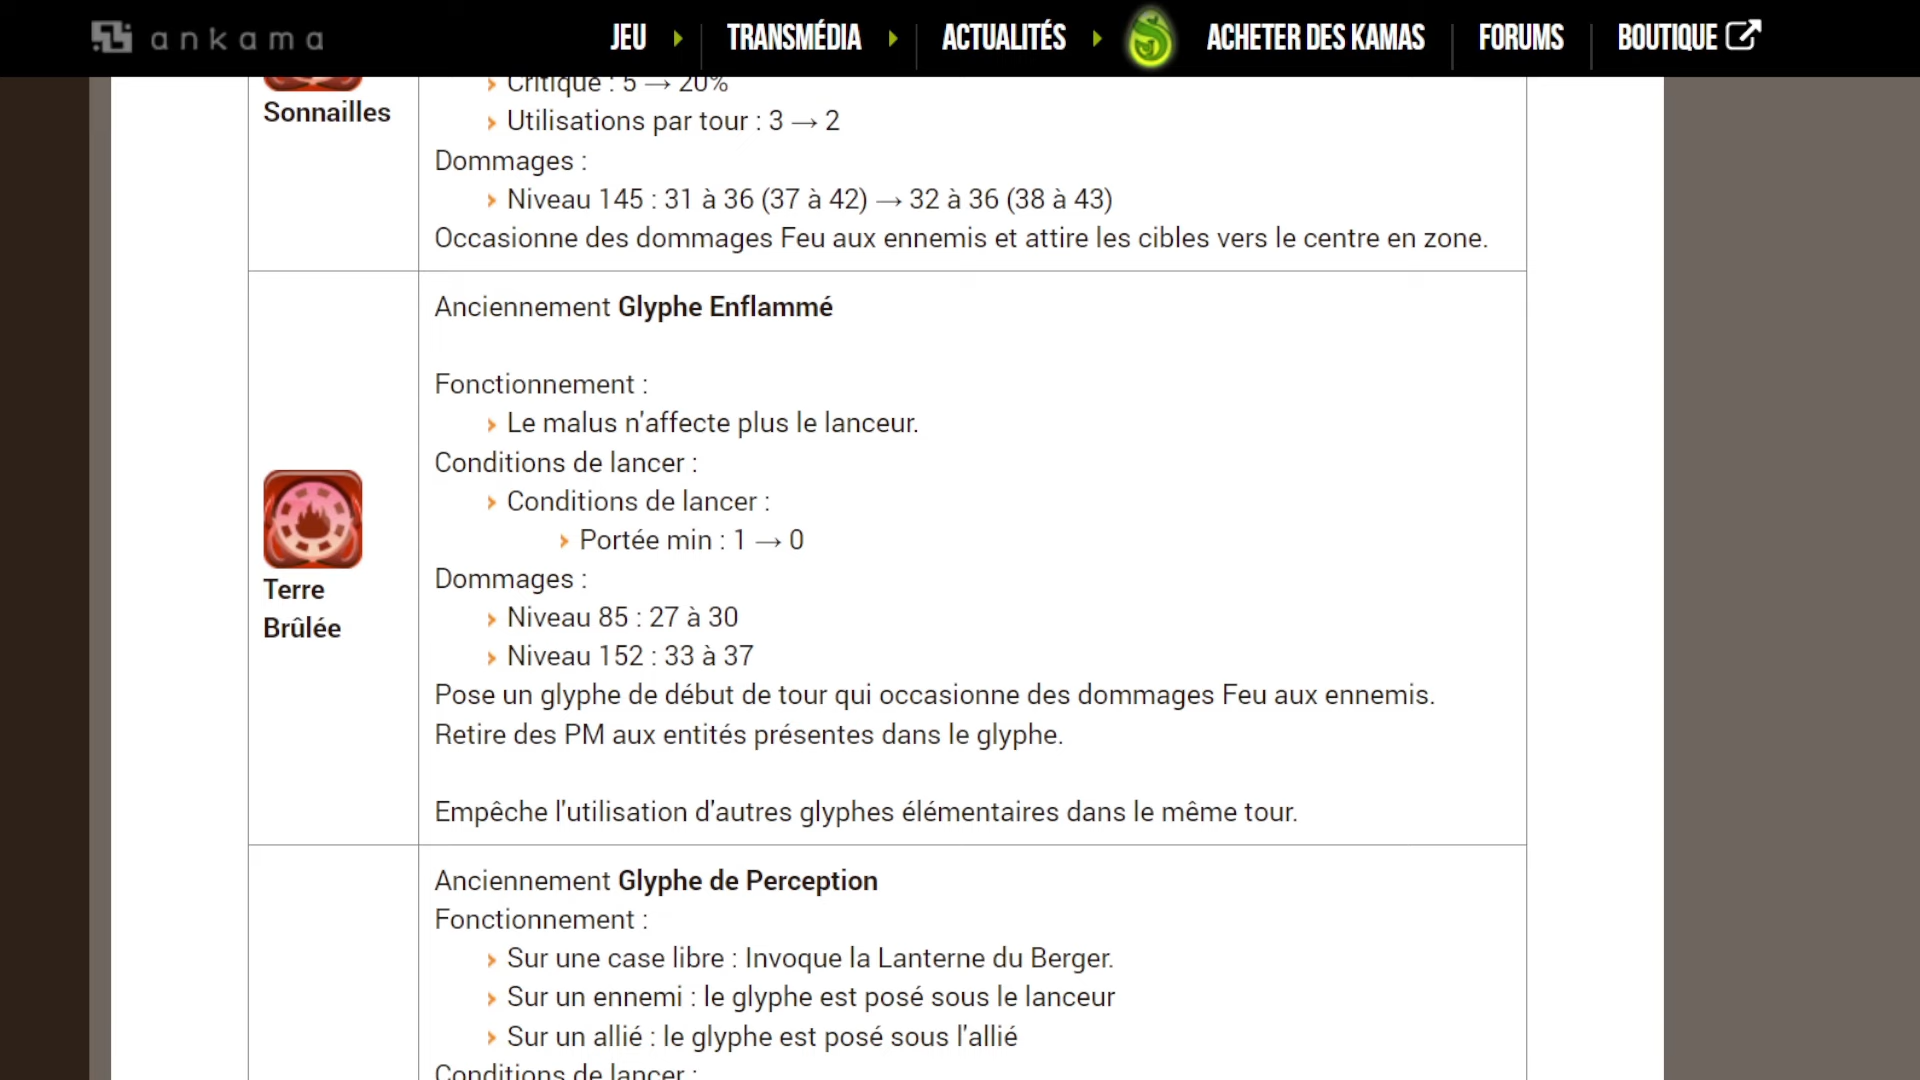 ankama
JEU
TRANSMÉDIA
ACTUALITÉS
ACHETER DES KAMAS
FORUMS
BOUTIQUE
Critique : 5 → 20%
Sonnailles
Utilisations par tour : 3 → 2
Dommages :
Niveau 145 : 31 à 36 (37 à 42) → 32 à 36 (38 à 43)
Occasionne des dommages Feu aux ennemis et attire les cibles vers le centre en zone.
Anciennement Glyphe Enflammé
Fonctionnement :
Le malus n'affecte plus le lanceur.
Conditions de lancer :
Conditions de lancer :
Portée min : 1 → 0
Dommages :
Terre
Brûlée
Niveau 85 : 27 à 30
Niveau 152 : 33 à 37
Pose un glyphe de début de tour qui occasionne des dommages Feu aux ennemis.
Retire des PM aux entités présentes dans le glyphe.
Empêche l'utilisation d'autres glyphes élémentaires dans le même tour.
Anciennement Glyphe de Perception
Fonctionnement :
Sur une case libre : Invoque la Lanterne du Berger.
Sur un ennemi : le glyphe est posé sous le lanceur
Sur un allié : le glyphe est posé sous l'allié
Conditions de lancer :